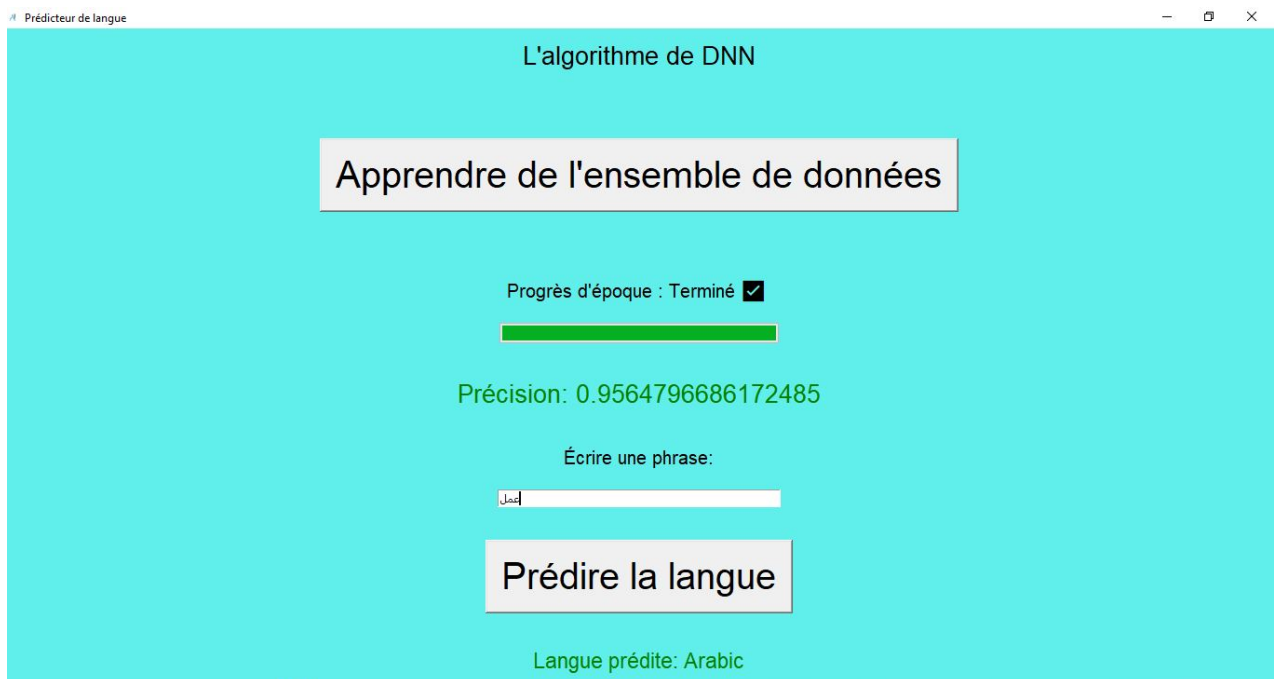 Prédicteur de langue
L'algorithme de DNN
Apprendre de l'ensemble de données
Progrès d'époque : Terminé ✓
Précision: 0.9564796686172485
Écrire une phrase:
عمل
Prédire la langue
Langue prédite: Arabic